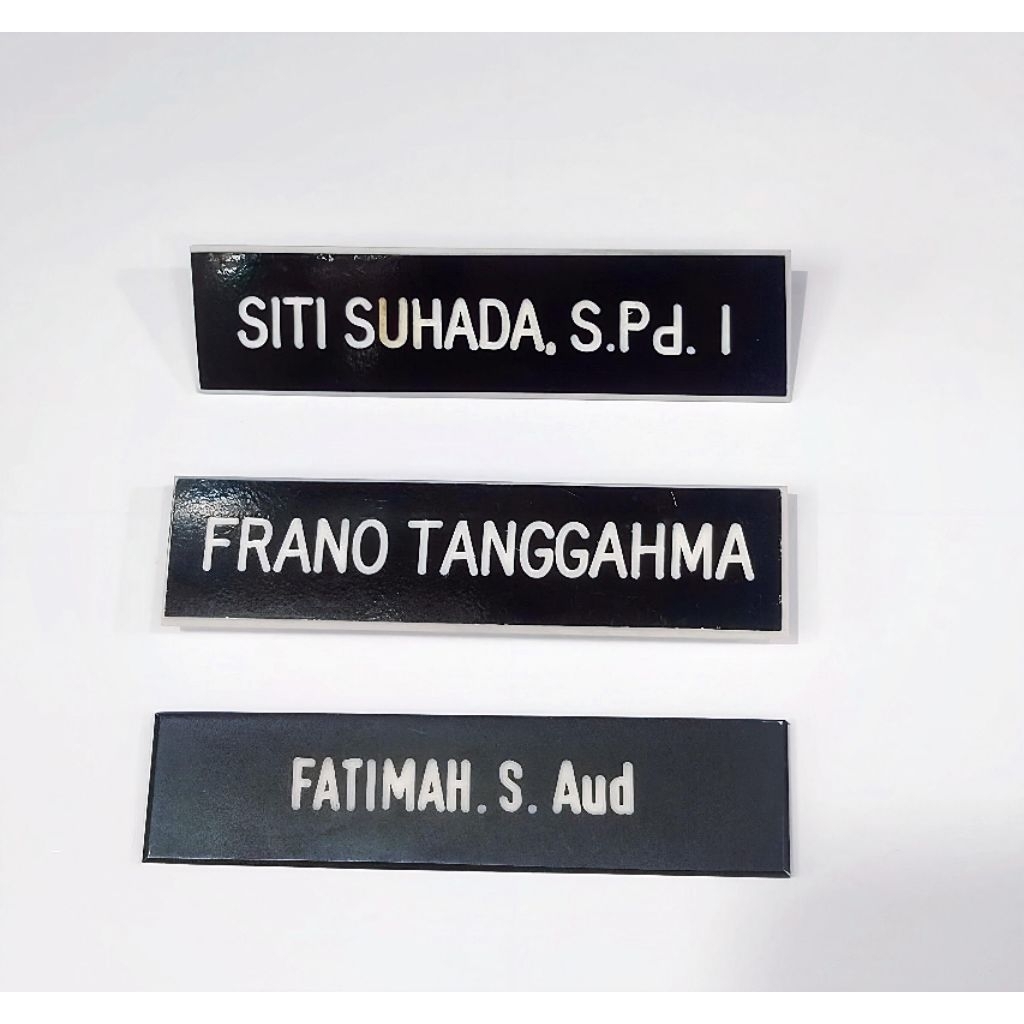 SITI SUHADA. S.Pd. I
FRANO TANGGAHMA
FATIMAH. S. Aud